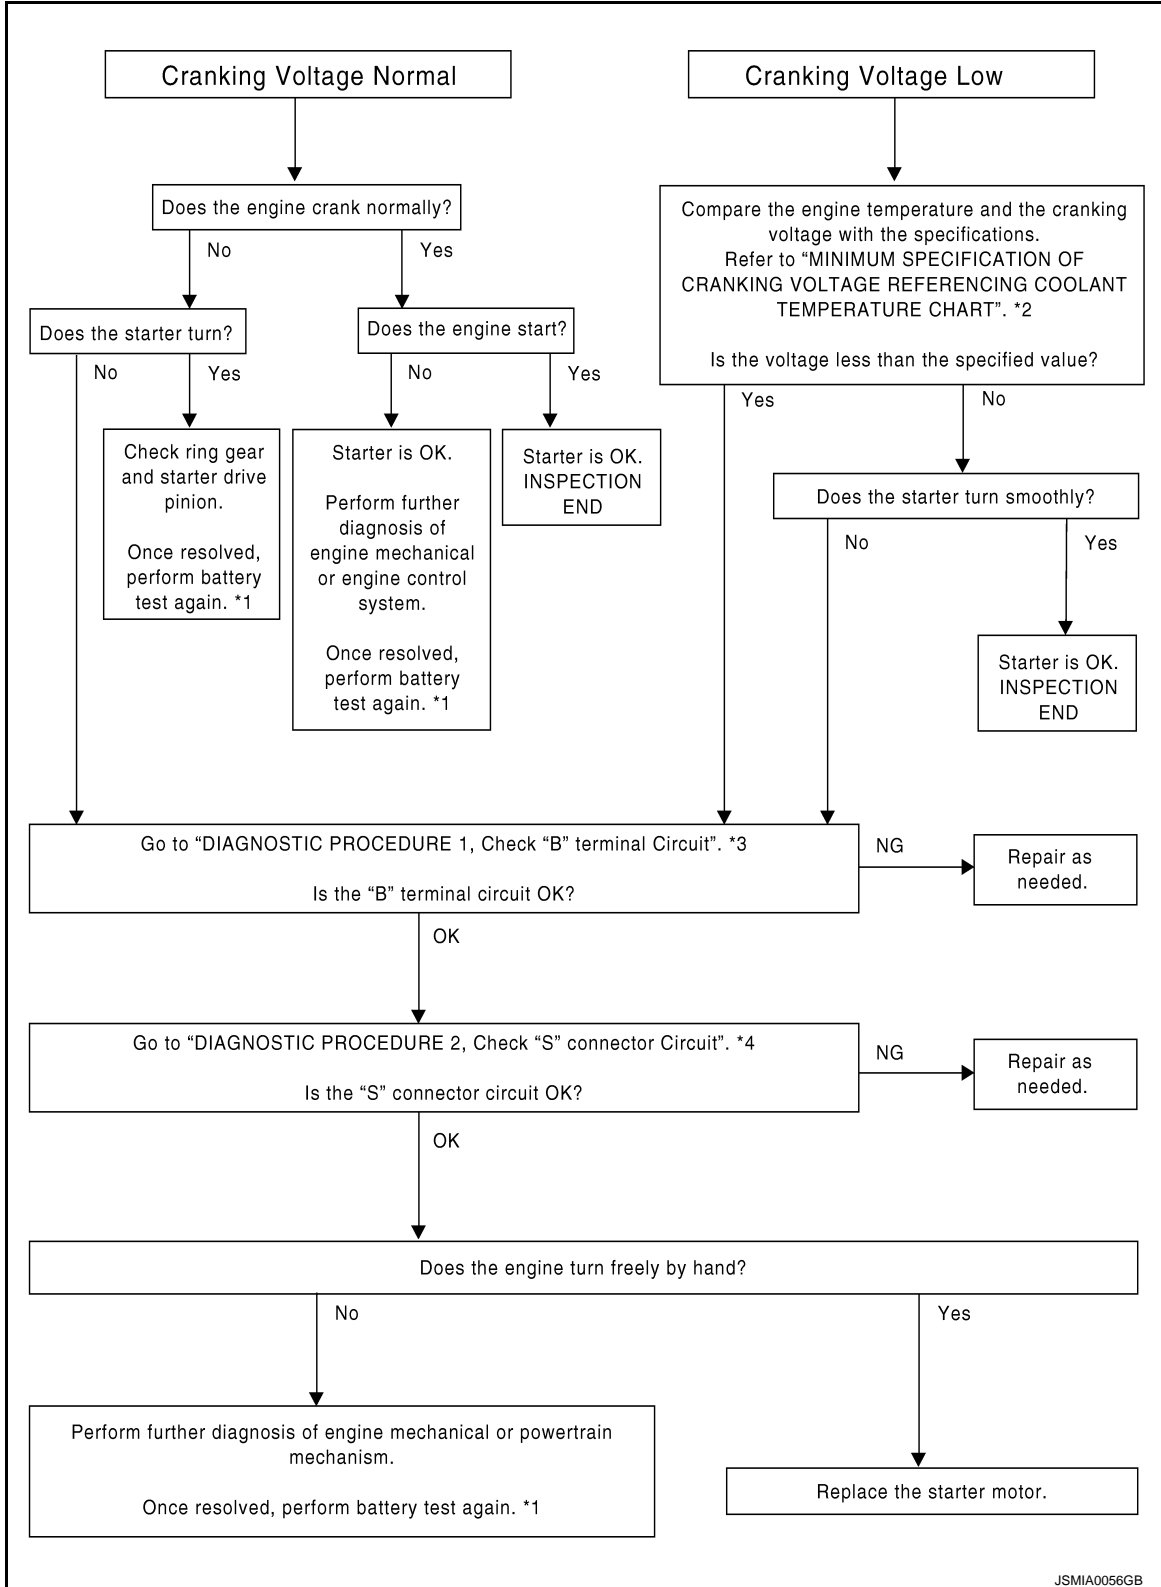 Cranking Voltage Normal
Cranking Voltage Low
Does the engine crank normally?
No
Yes
Does the starter turn?
No
Yes
Does the engine start?
No
Yes
Check ring gear
and starter drive
pinion.
Once resolved,
perform battery
test again. *1
Starter is OK.
Perform further
diagnosis of
engine mechanical
or engine control
system.
Once resolved,
perform battery
test again. *1
Starter is OK.
INSPECTION
END
Compare the engine temperature and the cranking
voltage with the specifications.
Refer to “MINIMUM SPECIFICATION OF
CRANKING VOLTAGE REFERENCING COOLANT
TEMPERATURE CHART”. *2
Is the voltage less than the specified value?
Yes
No
Does the starter turn smoothly?
No
Yes
Starter is OK.
INSPECTION
END
Go to “DIAGNOSTIC PROCEDURE 1, Check “B” terminal Circuit”. *3
Is the “B” terminal circuit OK?
NG
Repair as
needed.
OK
Go to “DIAGNOSTIC PROCEDURE 2, Check “S” connector Circuit”. *4
Is the “S” connector circuit OK?
NG
Repair as
needed.
OK
Does the engine turn freely by hand?
No
Yes
Perform further diagnosis of engine mechanical or powertrain
mechanism.
Once resolved, perform battery test again. *1
Replace the starter motor.
JSMIA0056GB